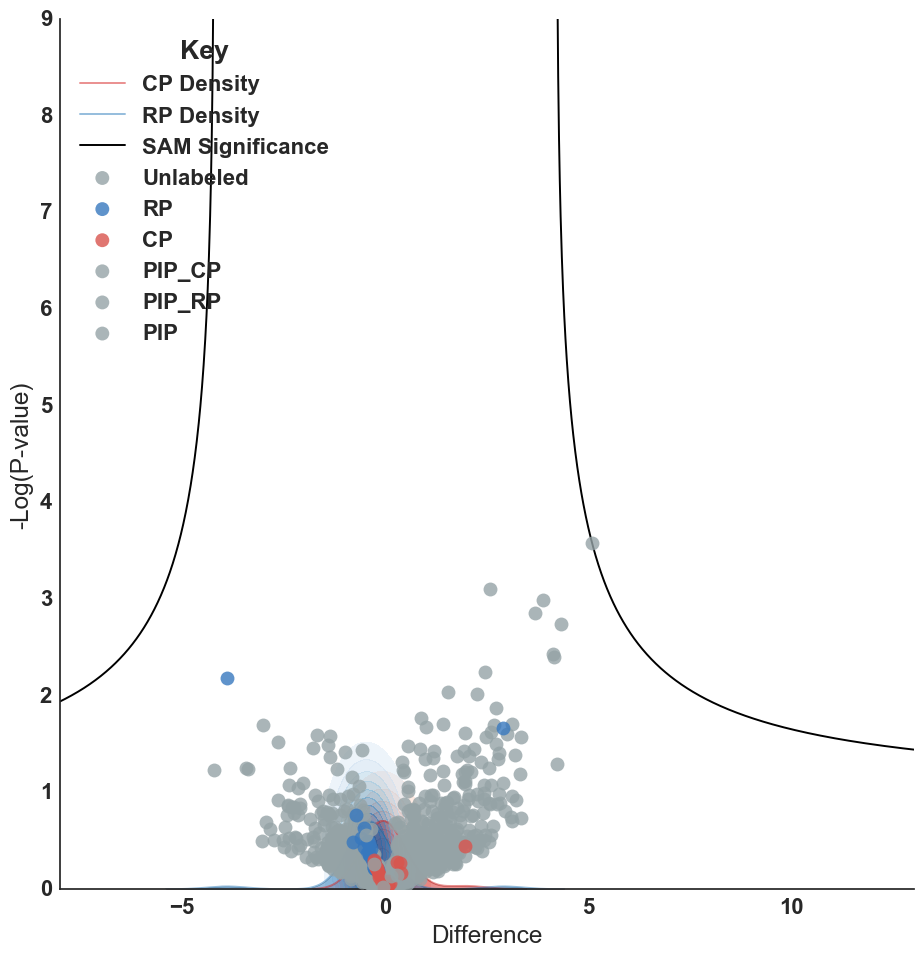 9
Key
CP Density
8
RP Density
SAM Significance
Unlabeled
7
RP
CP
PIP_CP
6
PIP_RP
PIP
5
-Log(P-value)
4
3
2
1
0
−5 0 5 10
Difference